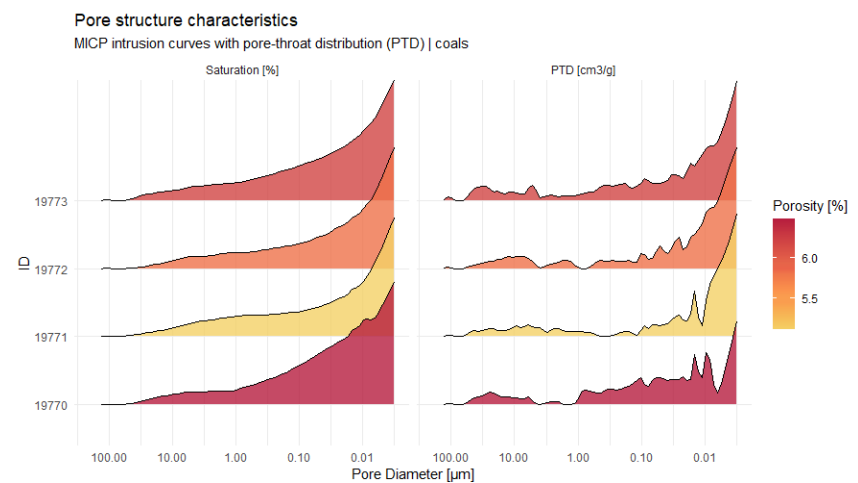 Pore structure characteristics
MICP intrusion curves with pore-throat distribution (PTD) | coals
Saturation [%]
PTD [cm3/g]
ID
19773
19772
19771
19770
100.00 10.00 1.00 0.10 0.01
100.00 10.00 1.00 0.10 0.01
Pore Diameter [µm]
Porosity [%]
6.0
5.5